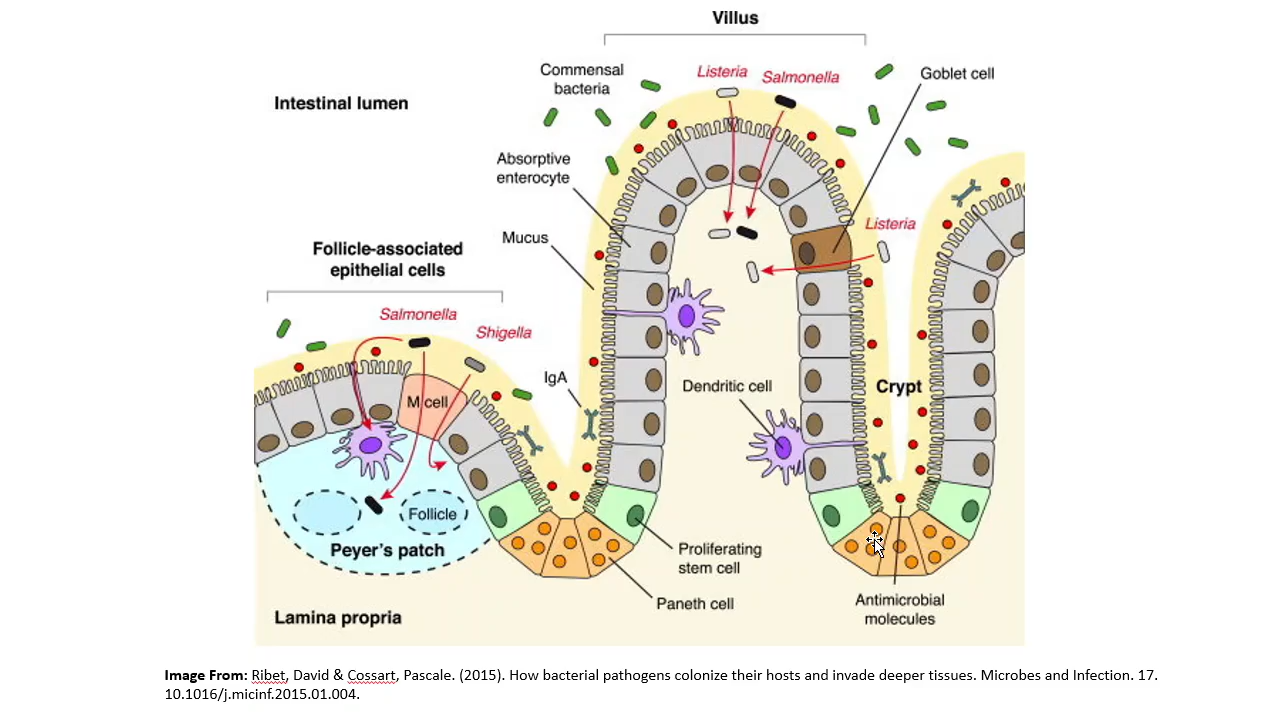 Villus
Commensal
bacteria
Listeria
Salmonella
Goblet cell
Intestinal lumen
Absorptive
enterocyte
Mucus
Listeria
Follicle-associated
epithelial cells
Salmonella
Shigella
IgA
M cell
Dendritic cell
Crypt
Follicle
Peyer's patch
Proliferating
stem cell
Paneth cell
Antimicrobial
molecules
Lamina propria
Image From: Ribet, David & Cossart, Pascale. (2015). How bacterial pathogens colonize their hosts and invade deeper tissues. Microbes and Infection. 17.
10.1016/j.micinf.2015.01.004.